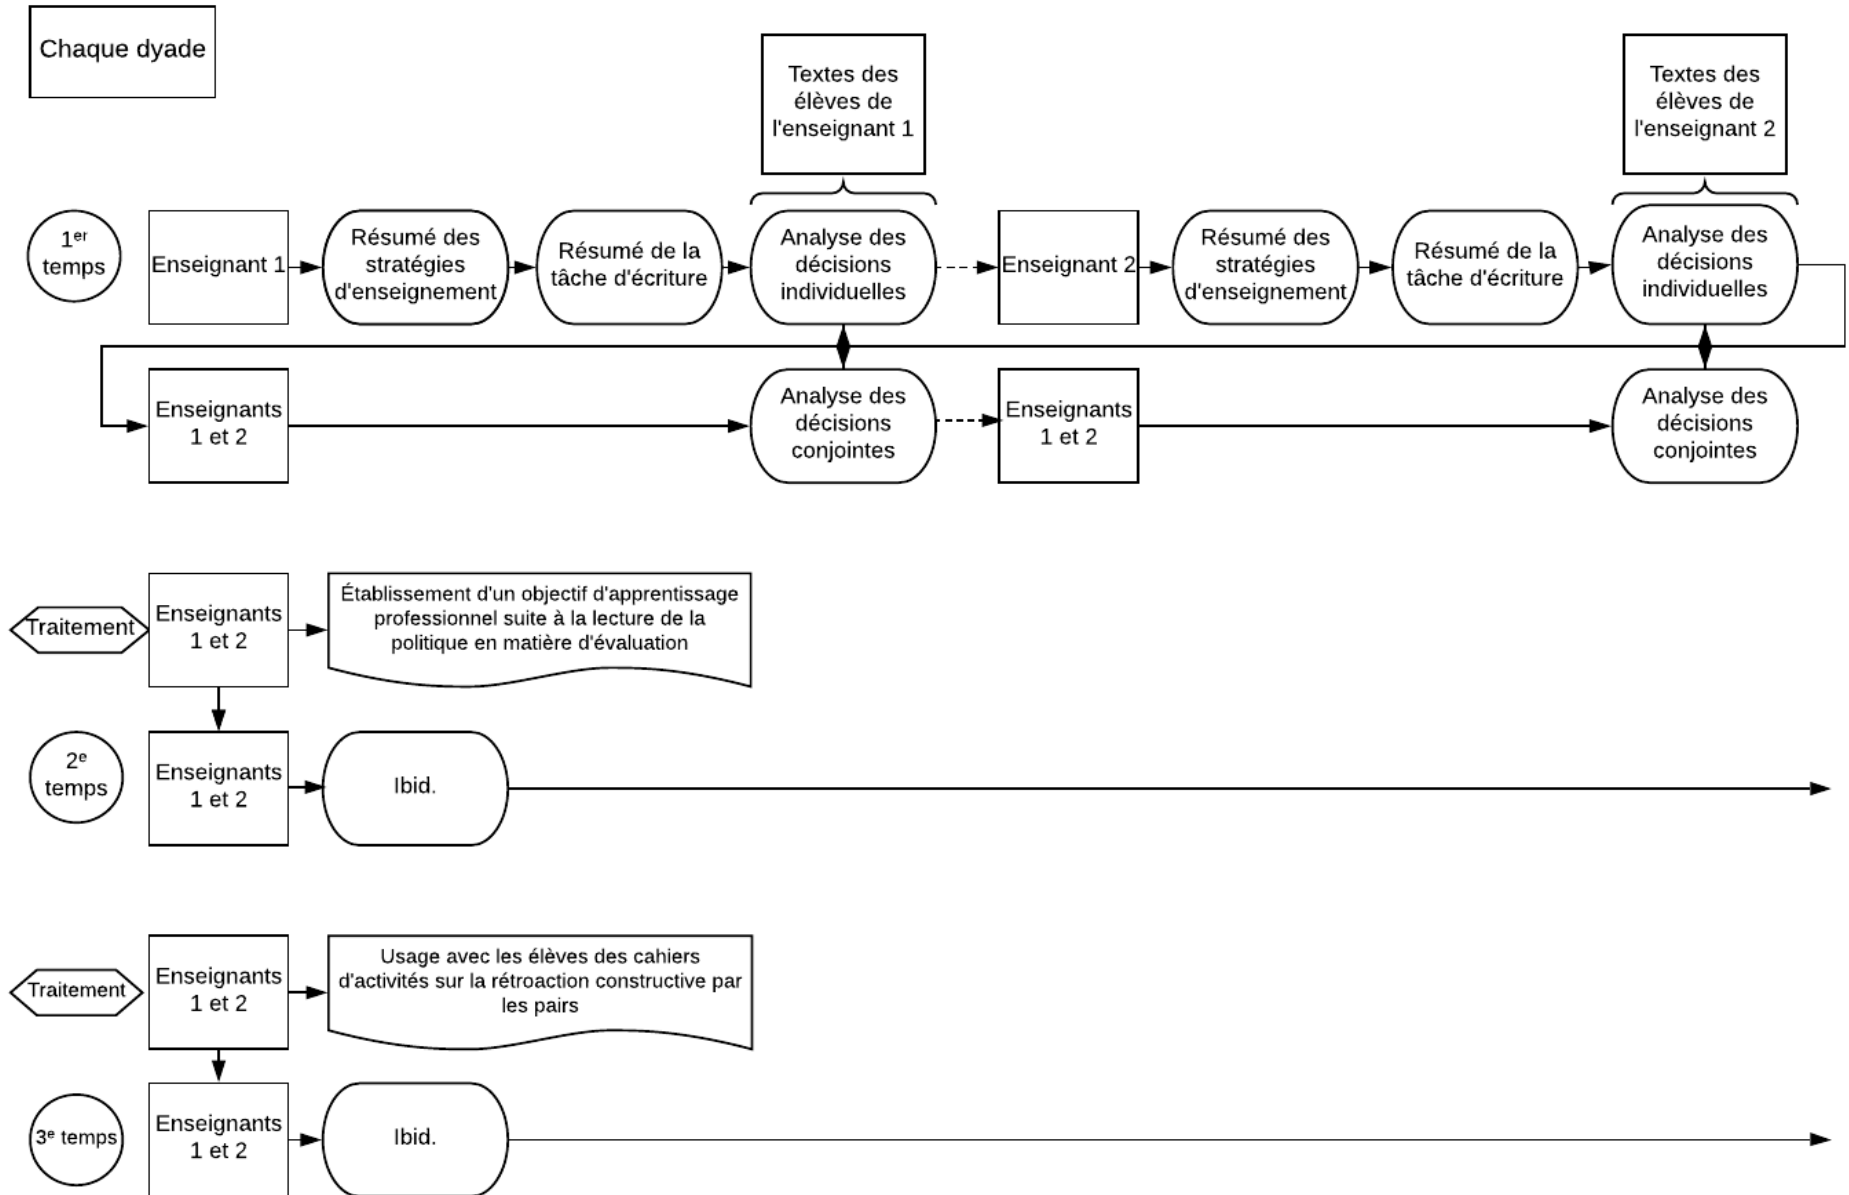 Chaque dyade
Textes des
élèves de
l'enseignant 1
Textes des
élèves de
l'enseignant 2
1er
temps
Enseignant 1
Résumé des
stratégies
d'enseignement
Résumé de la
tâche d'écriture
Analyse des
décisions
individuelles
Enseignant 2
Résumé des
stratégies
d'enseignement
Résumé de la
tâche d'écriture
Analyse des
décisions
individuelles
Enseignants
1 et 2
Analyse des
décisions
conjointes
Enseignants
1 et 2
Analyse des
décisions
conjointes
Traitement
Enseignants
1 et 2
Établissement d'un objectif d'apprentissage
professionnel suite à la lecture de la
politique en matière d'évaluation
2e
temps
Enseignants
1 et 2
Ibid.
Traitement
Enseignants
1 et 2
Usage avec les élèves des cahiers
d'activités sur la rétroaction constructive par
les pairs
3e temps
Enseignants
1 et 2
Ibid.